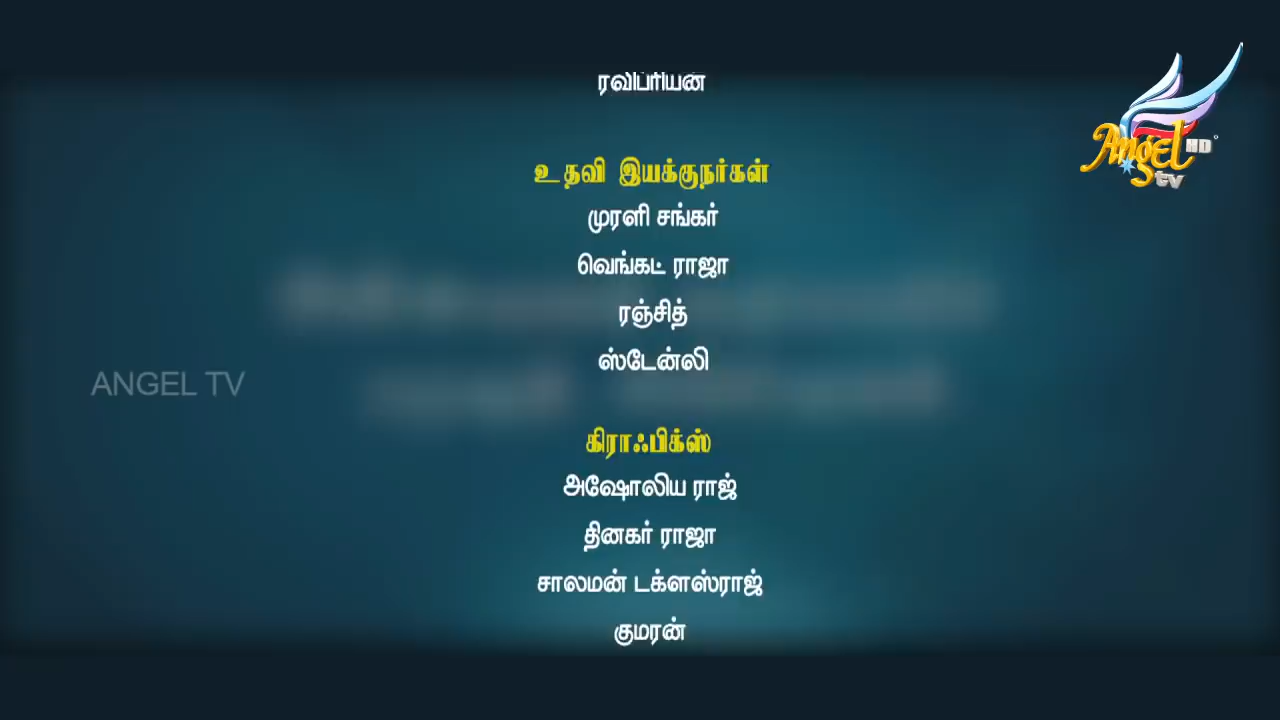 ரவிபிரியன்
Angel HD
tv
உதவி இயக்குநர்கள்
முரளி சங்கர்
வெங்கட் ராஜா
ரஞ்சித்
ஸ்டேன்லி
ANGEL TV
கிராஃபிக்ஸ்
அஷோலிய ராஜ்
தினகர் ராஜா
சாலமன் டக்ளஸ்ராஜ்
குமரன்